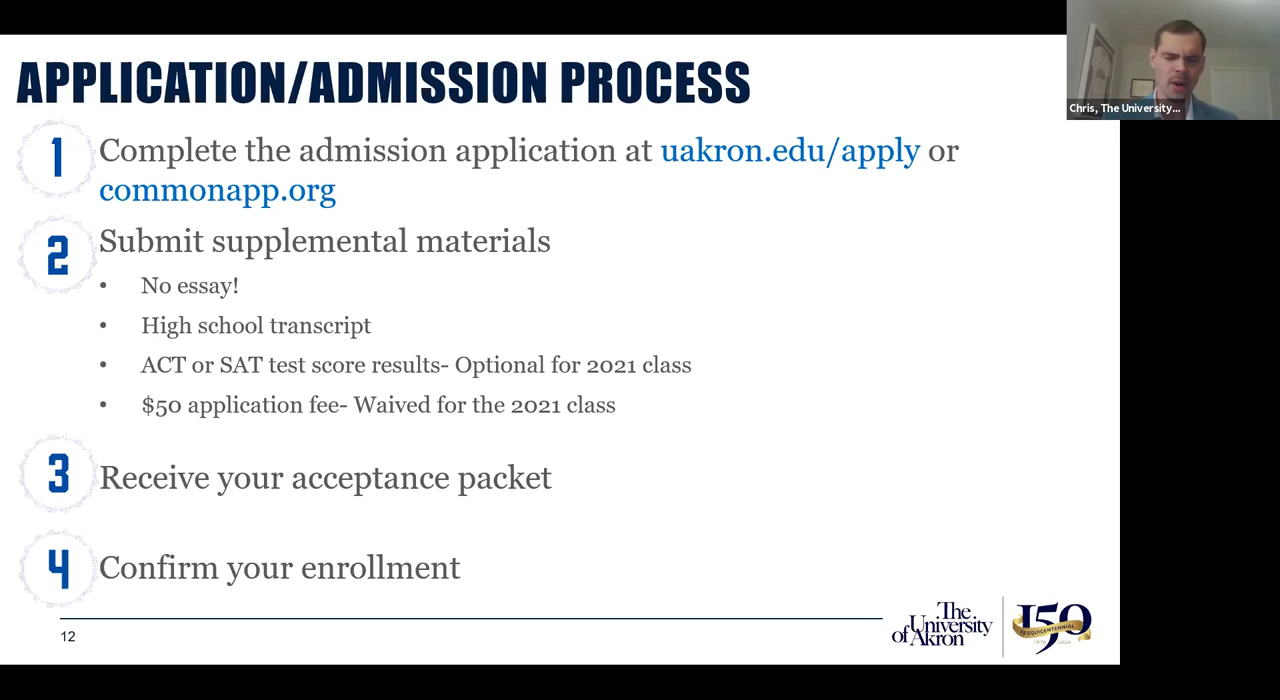 APPLICATION/ADMISSION PROCESS
Chris, The University...
1
Complete the admission application at uakron.edu/apply or
commonapp.org
2
Submit supplemental materials
• No essay!
• High school transcript
• ACT or SAT test score results- Optional for 2021 class
• $50 application fee- Waived for the 2021 class
3
Receive your acceptance packet
4
Confirm your enrollment
12
The
University
of Akron
150
SESQUICENTENNIAL